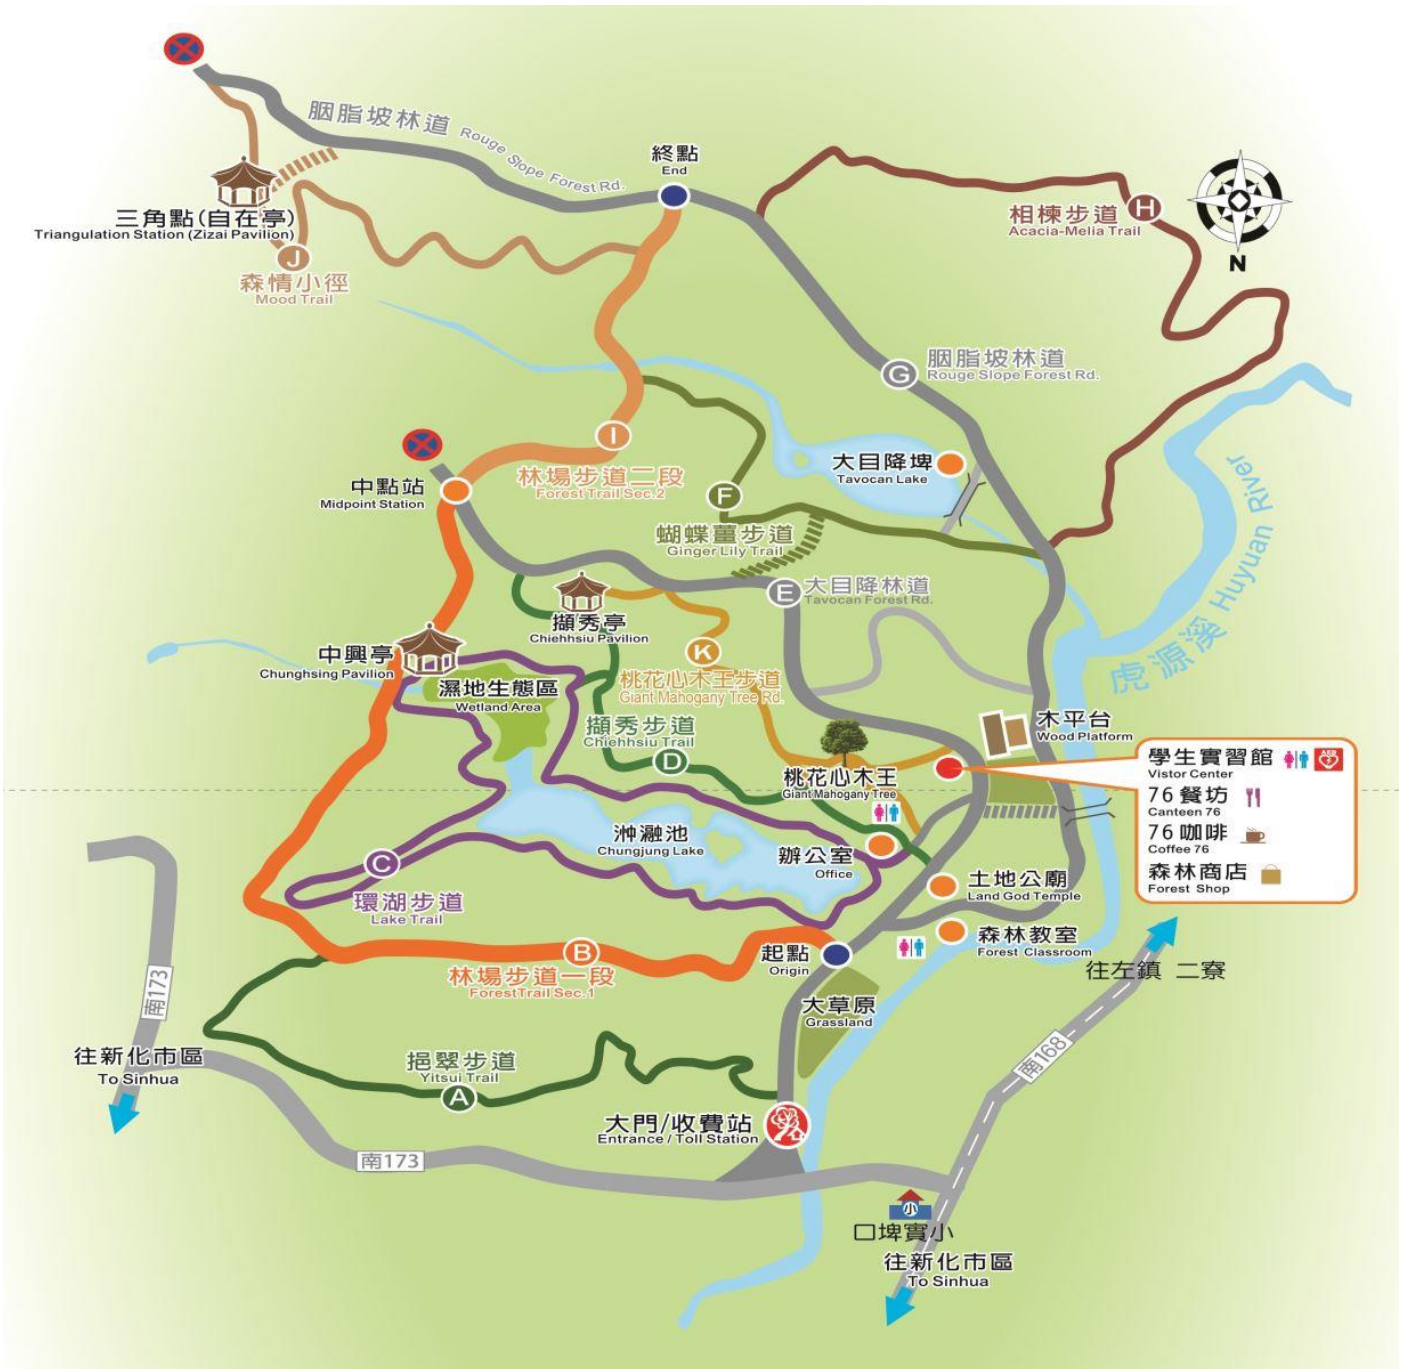 胭脂坡林道 Rouge Slope Forest Rd.
終點
End
三角點(自在亭)
Triangulation Station (Zizai Pavilion)
J
森情小徑
Mood Trail
相楝步道
Acacia-Melia Trail
H
N
G
胭脂坡林道
Rouge Slope Forest Rd.
I
林場步道二段
Forest Trail Sec.2
中點站
Midpoint Station
大目降埤
Tavocan Lake
F
蝴蝶薑步道
Ginger Lily Trail
E
大目降林道
Tavocan Forest Rd.
虎源溪 Huyuan River
擷秀亭
Chiehhsiu Pavilion
中興亭
Chunghsing Pavilion
濕地生態區
Wetland Area
K
桃花心木王步道
Giant Mahogany Tree Rd.
擷秀步道
Chiehhsiu Trail
D
木平台
Wood Platform
桃花心木王
Giant Mahogany Tree
學生實習館
AED
Vistor Center
76 餐坊
Canteen 76
76 咖啡
Coffee 76
森林商店
Forest Shop
Chungjung Lake
辦公室
Office
C
環湖步道
Lake Trail
土地公廟
Land God Temple
森林教室
Forest Classroom
起點
Origin
B
林場步道一段
ForestTrail Sec.1
往左鎮 二寮
大草原
Grassland
南173
往新化市區
To Sinhua
挹翠步道
Yitsui Trail
A
南168
大門/收費站
Entrance / Toll Station
南173
小
口埤實小
往新化市區
To Sinhua